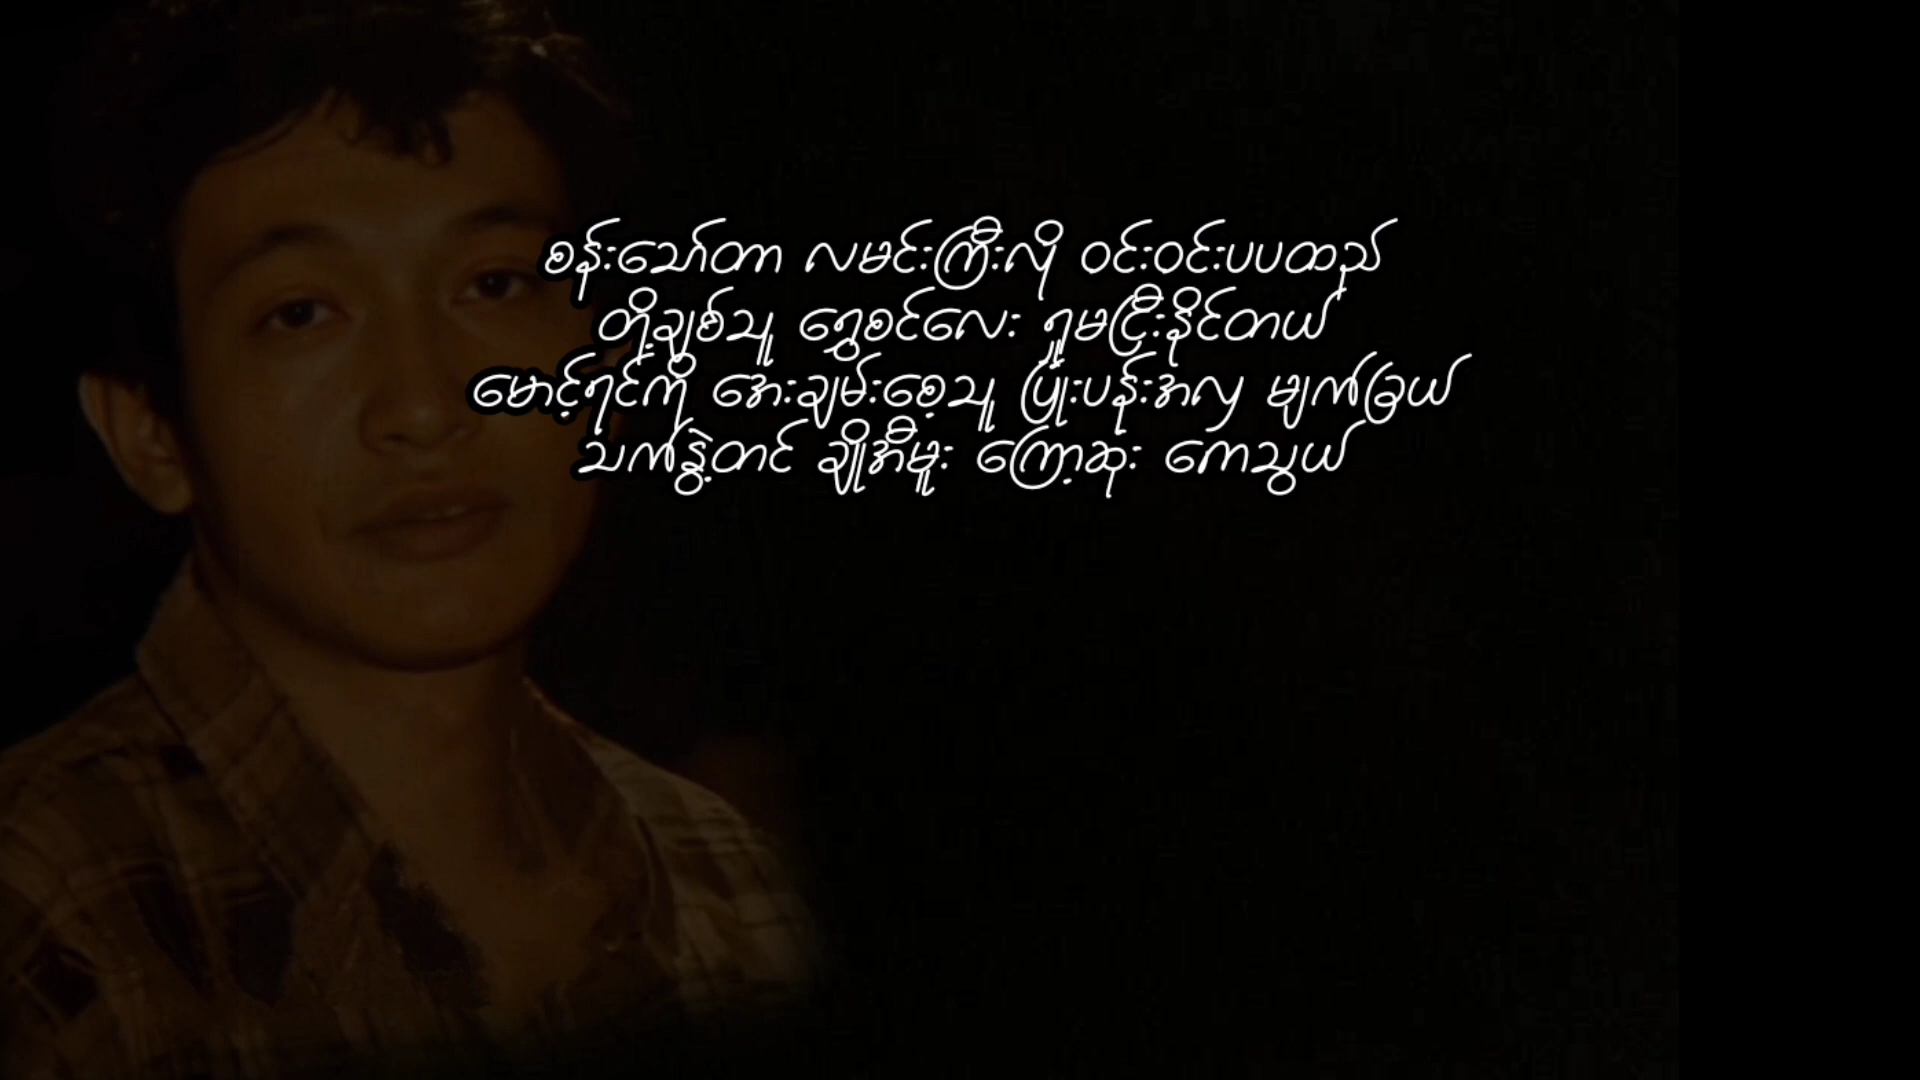 စန်းသော်တာ လမင်းကြီးလို ဝင်းဝင်းပပထည်
တို့ချစ်သူ ရွှေစင်လေး ရှုမငြီးနိုင်တယ်
မောင့်ရင်ကို အေးချမ်းစေ့သူ ပြုံးပန်းအလှ မျက်ခြယ်
သက်နွဲ့တင် ချိုအီမူး ကြော့ဆုး ကေသွယ်